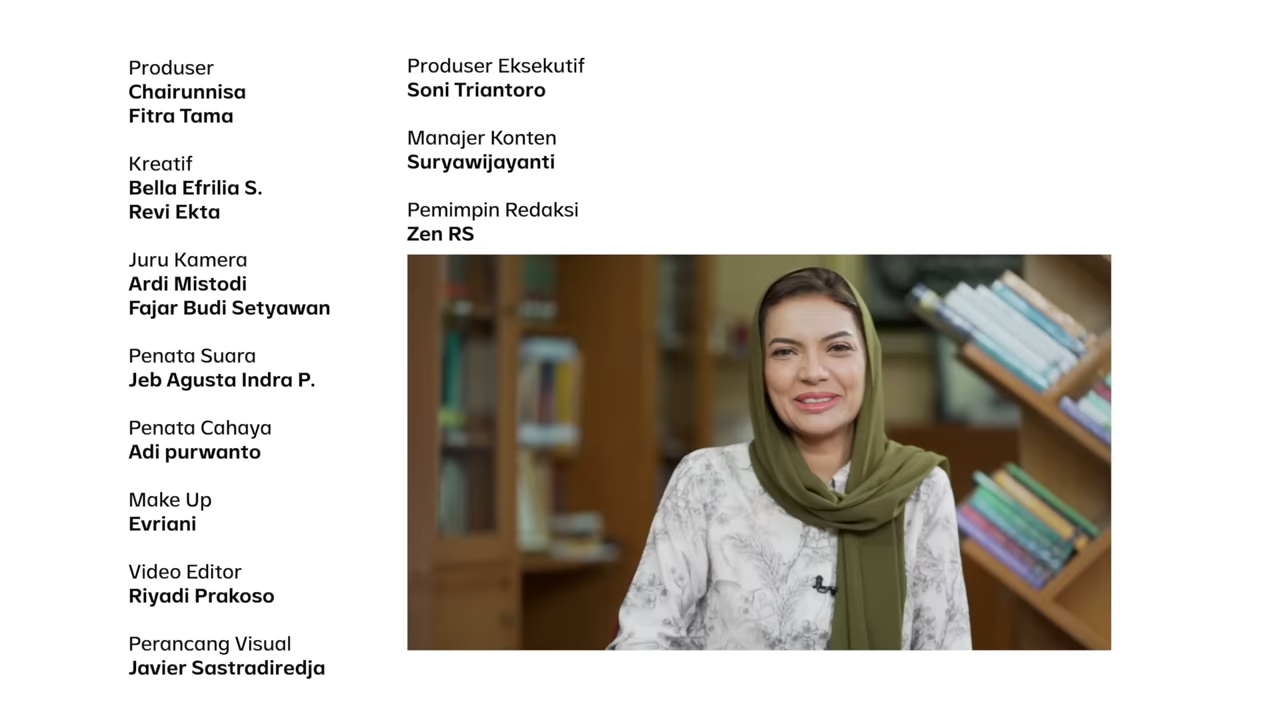 Produser
Chairunnisa
Fitra Tama
Kreatif
Bella Efrilia S.
Revi Ekta
Juru Kamera
Ardi Mistodi
Fajar Budi Setyawan
Penata Suara
Jeb Agusta Indra P.
Penata Cahaya
Adi purwanto
Make Up
Evriani
Video Editor
Riyadi Prakoso
Perancang Visual
Javier Sastradiredja
Produser Eksekutif
Soni Triantoro
Manajer Konten
Suryawijayanti
Pemimpin Redaksi
Zen RS